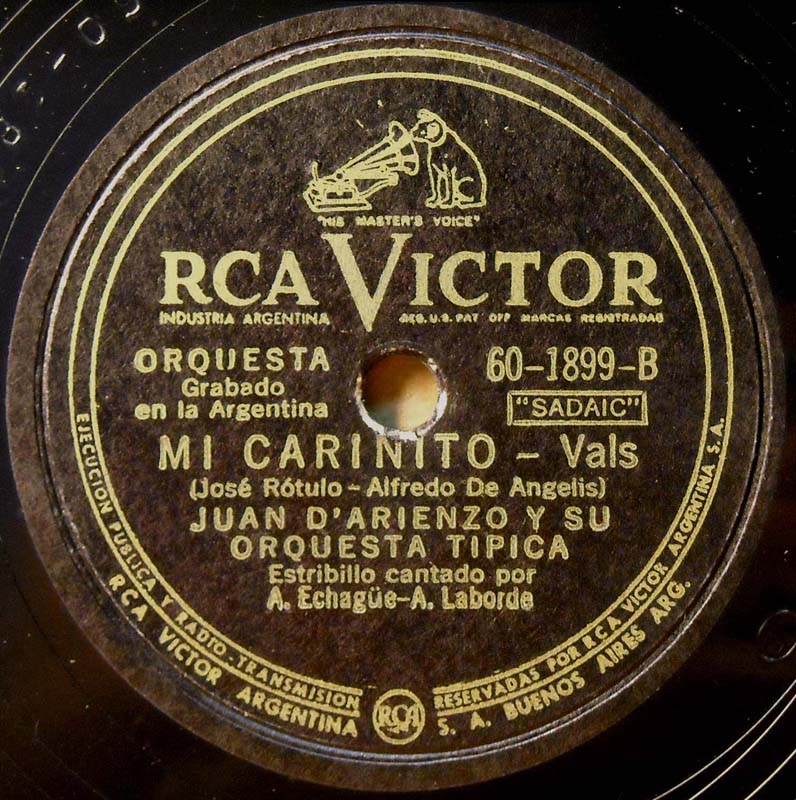 "HIS MASTER'S VOICE"
RCA VICTOR
INDUSTRIA ARGENTINA
REG. U.S. PAT OFF MARCAS REGISTRADAS
ORQUESTA
Grabado
en la Argentina
60-1899-B
"SADAIC"
MI CARINITO - Vals
(José Rótulo - Alfredo De Angelis)
JUAN D'ARIENZO Y SU
ORQUESTA TIPICA
Estribillo cantado por
A. Echagüe-A. Laborde
EJECUCION PUBLICA Y RADIO-TRANSMISION
RESERVADAS POR R.C.A VICTOR ARGENTINA S.A.
RCA VICTOR ARGENTINA
RCA
S. A. BUENOS AIRES ARG.